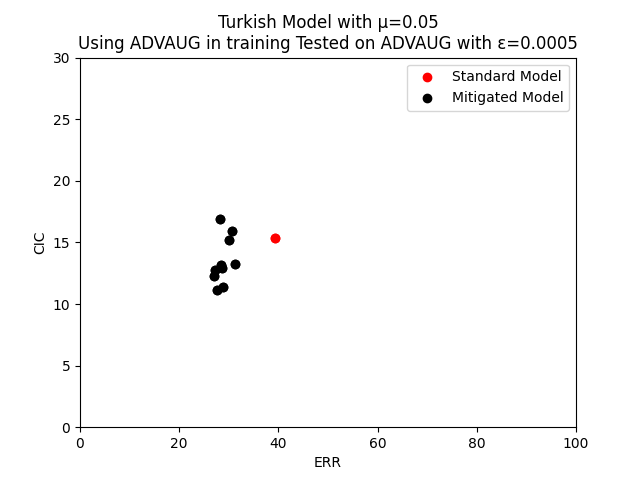 Turkish Model with μ=0.05
Using ADVAUG in training Tested on ADVAUG with ε=0.0005
Standard Model
Mitigated Model
30
25
20
15
10
5
0
CIC
0 20 40 60 80 100
ERR